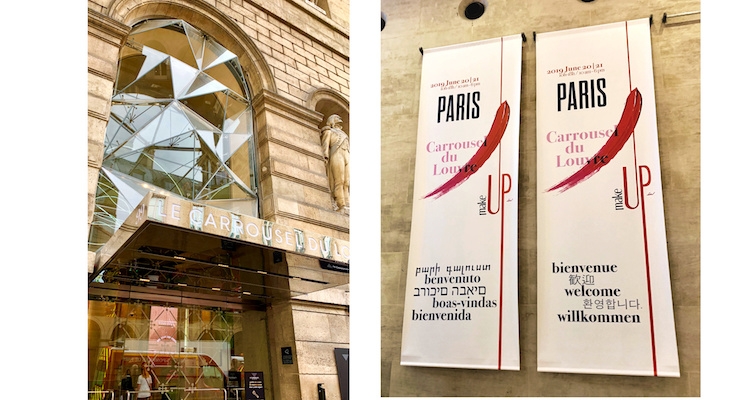 LE CARROUSEL DU L
2019 June 20|21
PARIS
Carrousel
du
Louvre
make UP
բարի գալուստ
benvenuto
ברוכים הבאים
boas-vindas
bienvenida
2019 June 20|21
PARIS
Carrousel
du
Louvre
make UP
bienvenue
歡迎
welcome
환영합니다.
willkommen